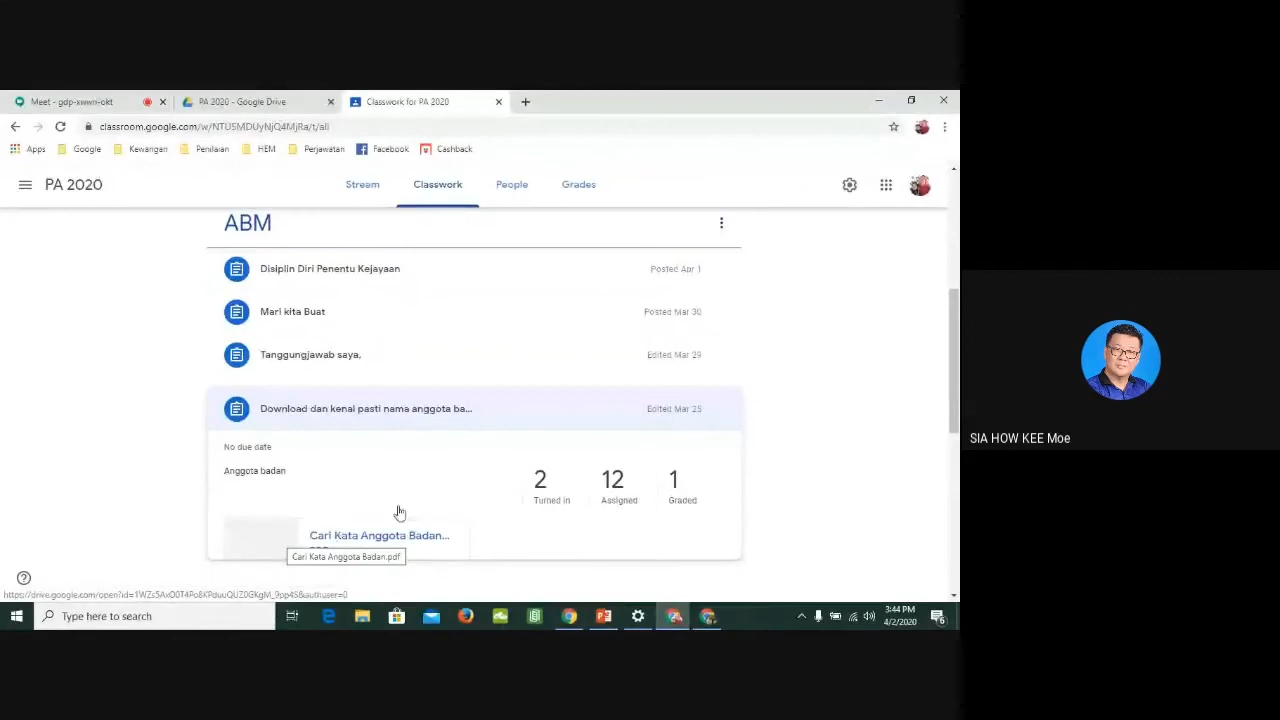 Meet - gdp-xwwn-okt
PA 2020 - Google Drive
Classwork for PA 2020
classroom.google.com/w/NTU5MDUyNjQ4MjRa/t/all
Apps Google Kewangan Penilaian HEM Perjawatan Facebook Cashback
PA 2020
Stream Classwork People Grades
ABM
Disiplin Diri Penentu Kejayaan Posted Apr 1
Mari kita Buat Posted Mar 30
Tanggungjawab saya, Edited Mar 29
Download dan kenal pasti nama anggota ba... Edited Mar 25
No due date
Anggota badan
2 12 1
Turned in Assigned Graded
Cari Kata Anggota Badan...
Cari Kata Anggota Badan.pdf
SIA HOW KEE Moe
Type here to search
3:44 PM
4/2/2020
6